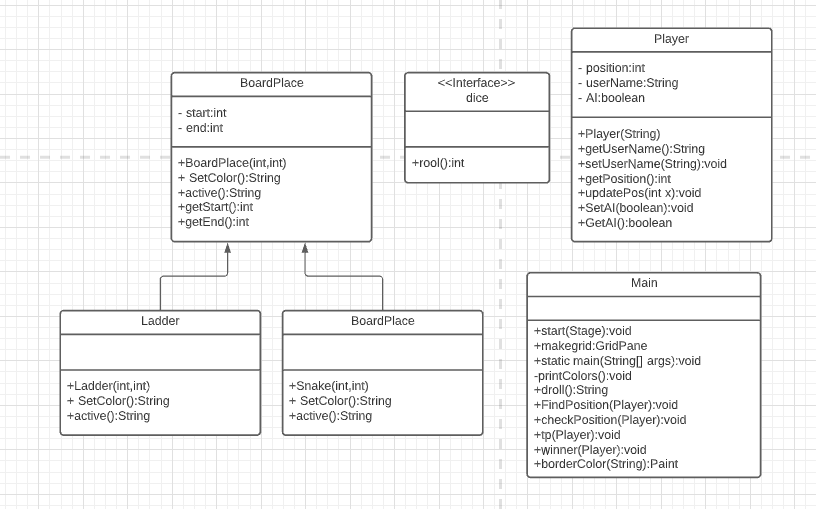 BoardPlace
- start:int
- end:int
+BoardPlace(int,int)
+ SetColor():String
+active():String
+getStart():int
+getEnd():int
<<Interface>>
dice
+rool():int
Player
- position:int
- userName:String
- AI:boolean
+Player(String)
+getUserName():String
+setUserName(String):void
+getPosition():int
+updatePos(int x):void
+SetAI(boolean):void
+GetAI():boolean
Ladder
+Ladder(int,int)
+ SetColor():String
+active():String
BoardPlace
+Snake(int,int)
+ SetColor():String
+active():String
Main
+start(Stage):void
+makegrid:GridPane
+static main(String[] args):void
-printColors():void
+droll():String
+FindPosition(Player):void
+checkPosition(Player):void
+tp(Player):void
+winner(Player):void
+borderColor(String):Paint